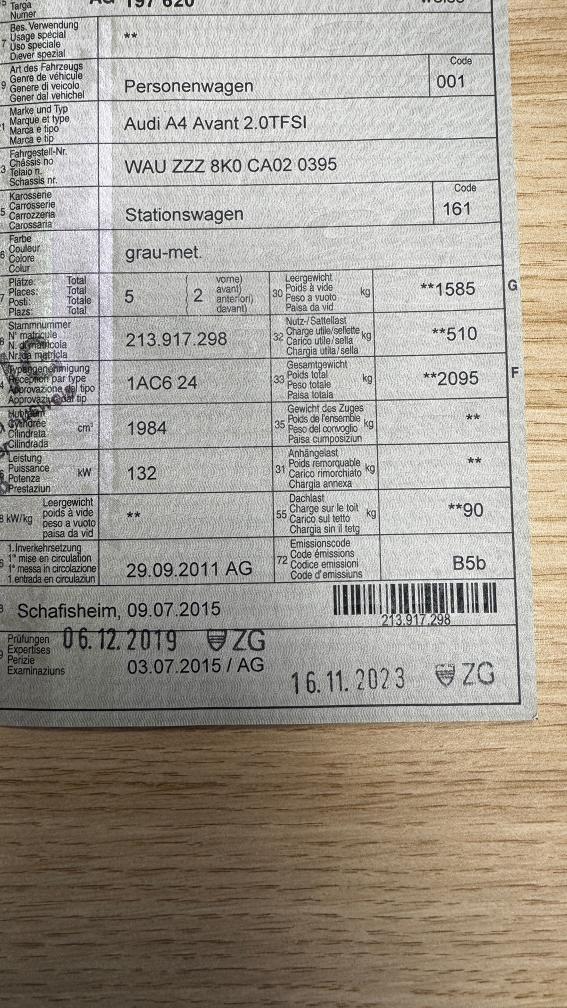 Targa
Numer
197 620
Bes. Verwendung
Usage spécial
Uso speciale
Diever spezial
**
Art des Fahrzeugs
Genre de véhicule
Genere di veicolo
Gener dal vehichel
Personenwagen
Code
001
Marke und Typ
Marque et type
Marca e tipo
Marca e tip
Audi A4 Avant 2.0TFSI
Fahrgestell-Nr.
Châssis no
Telaio n.
Schassis nr.
WAU ZZZ 8K0 CA02 0395
Karosserie
Carrosserie
Carrozzeria
Carossaria
Stationswagen
Code
161
Farbe
Couleur
Colore
Colur
grau-met.
Plätze: Total
Places: Total
Posti: Totale
Plazs: Total
5
( 2
vorne)
avant)
anteriori)
davant)
30
Leergewicht
Poids à vide
Peso a vuoto
Paisa da vid
kg
**1585
G
Stammnummer
N° matricule
N. di matricola
Nr. da matricla
213.917.298
32
Nutz-/Sattellast
Charge utile/sellette
Carico utile/sella
Chargia utila/sella
kg
**510
Typengenehmigung
Réception par type
Approvazione del tipo
Approvaziun dal tip
1AC6 24
33
Gesamtgewicht
Poids total
Peso totale
Paisa totala
kg
**2095
F
Hubraum
Cylindrée
Cilindrata
Cilindrada
cm³
1984
35
Gewicht des Zuges
Poids de l'ensemble
Peso del convoglio
Paisa cumposiziun
kg
**
Leistung
Puissance
Potenza
Prestaziun
kW
132
31
Anhängelast
Poids remorquable
Carico rimorchiato
Chargia annexa
kg
**
kW/kg
Leergewicht
poids à vide
peso a vuoto
paisa da vid
**
55
Dachlast
Charge sur le toit
Carico sul tetto
Chargia sin il tetg
kg
**90
1.Inverkehrsetzung
1re mise en circulation
1a messa in circolazione
1.entrada en circulaziun
29.09.2011 AG
72
Emissionscode
Code émissions
Codice emissioni
Code d'emissiuns
B5b
Schafisheim, 09.07.2015
213.917.298
Prüfungen
Expertises
Perizie
Examinaziuns
06.12.2019 ZG
03.07.2015 / AG
16.11.2023 ZG